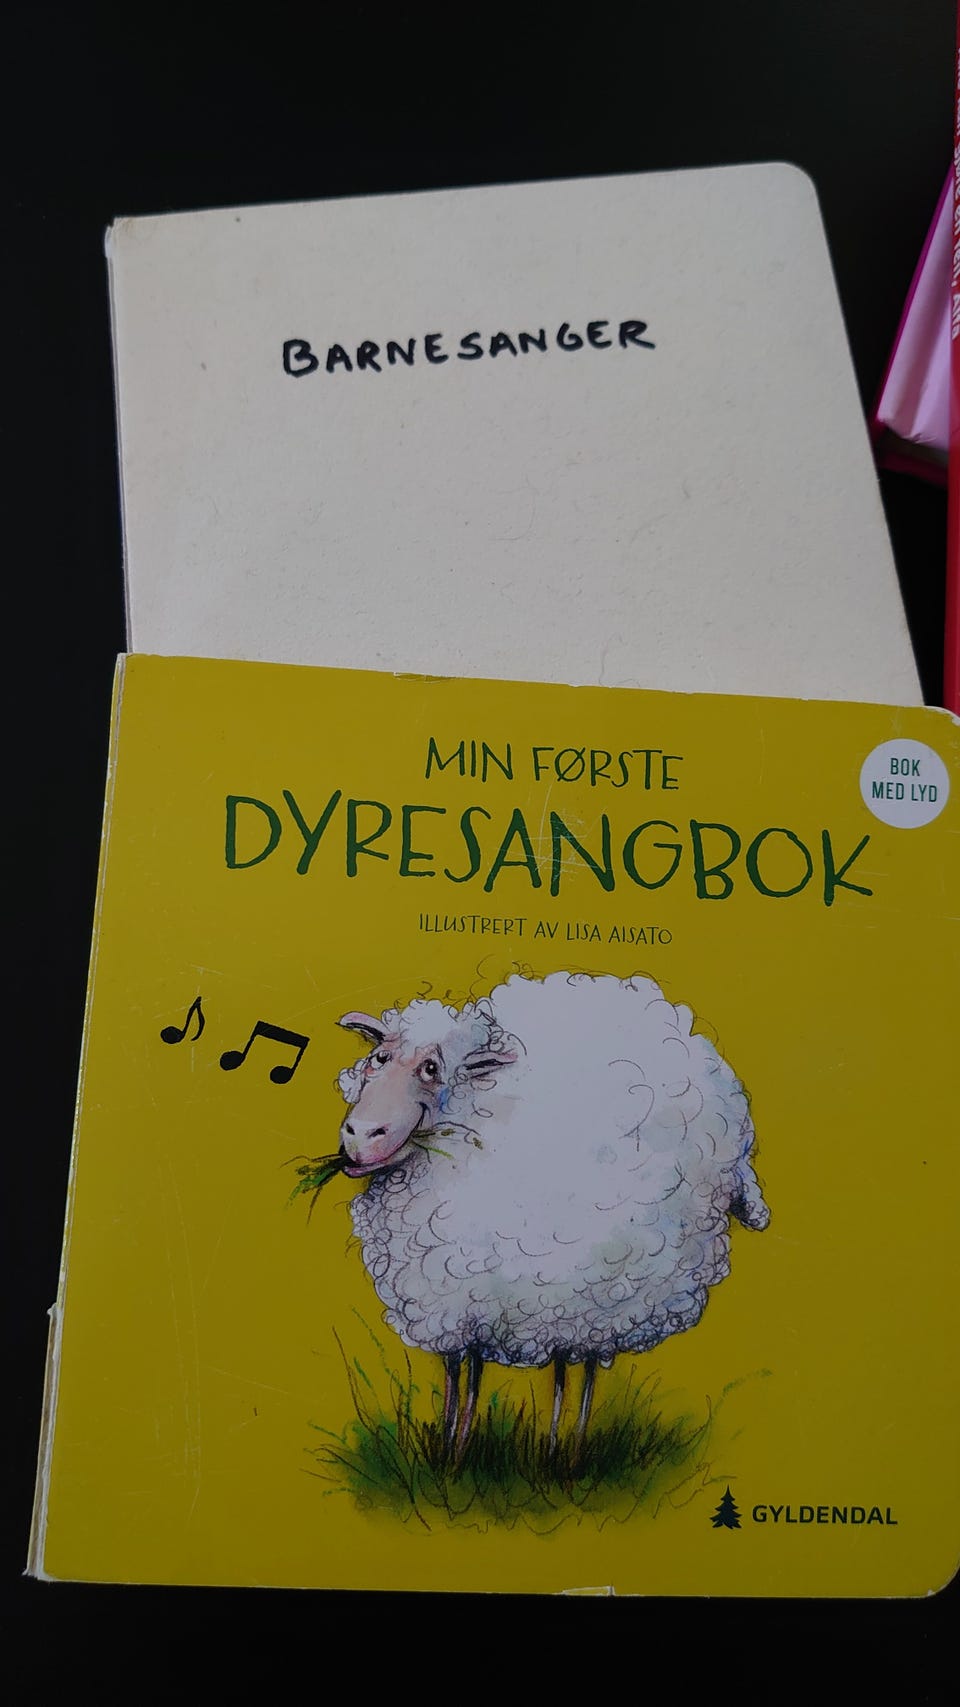 BARNESANGER
MIN FØRSTE
DYRESANGBOK
BOK
MED LYD
ILLUSTRERT AV LISA AISATO
GYLDENDAL